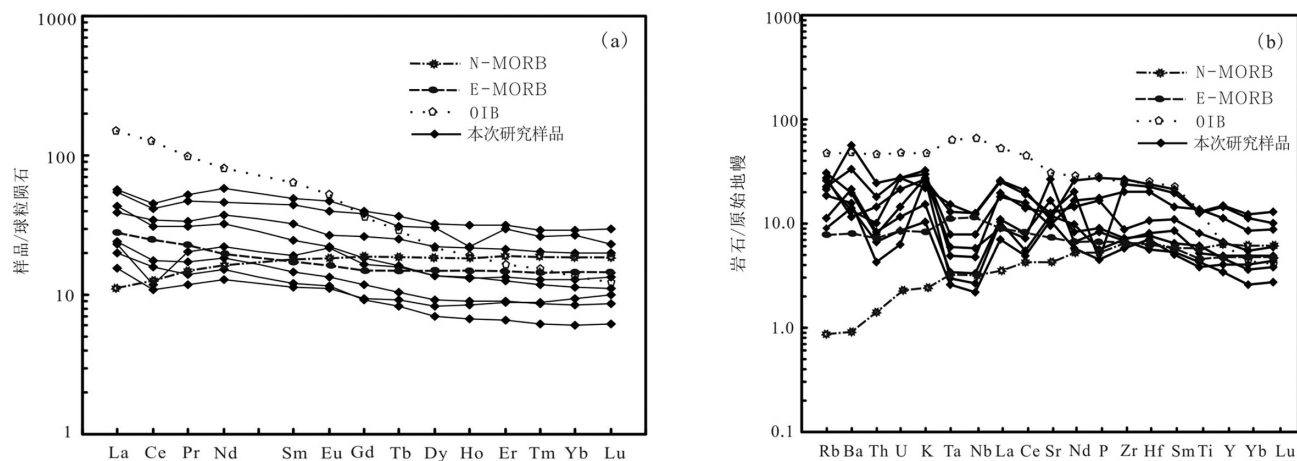 1000
100
10
1
样品/球粒陨石
(a)
N-MORB
E-MORB
OIB
本次研究样品
La Ce Pr Nd Sm Eu Gd Tb Dy Ho Er Tm Yb Lu
1000
100
10.0
1.0
0.1
岩石/原始地幔
(b)
N-MORB
E-MORB
OIB
本次研究样品
Rb Ba Th U K Ta Nb La Ce Sr Nd P Zr Hf Sm Ti Y Yb Lu